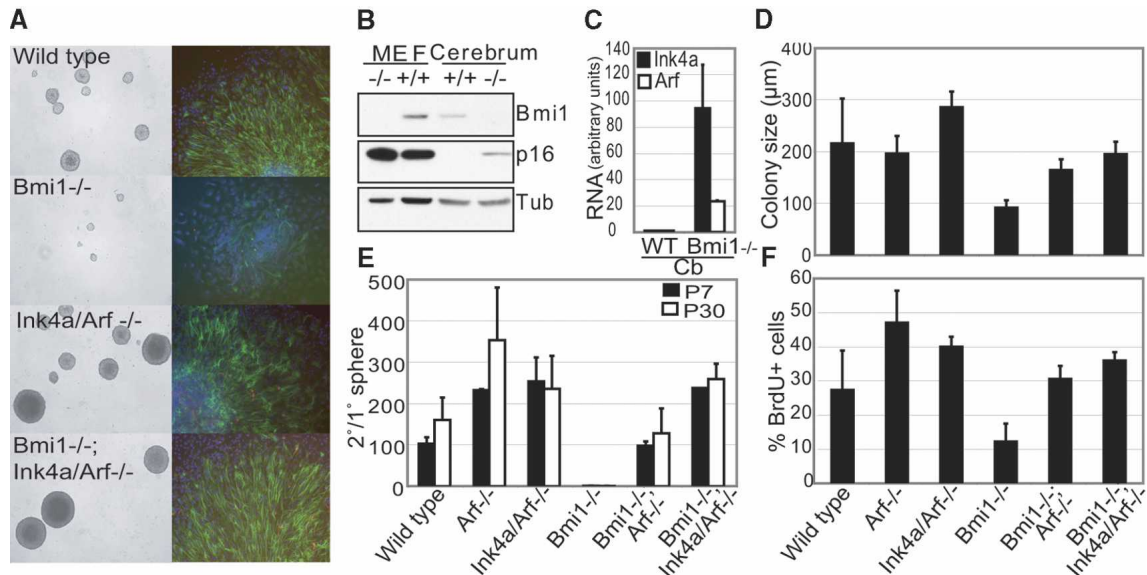 A
Wild type
Bmi1-/-
Ink4a/Arf -/-
Bmi1-/-;
Ink4a/Arf-/-
B
MEF Cerebrum
-/- +/+ +/+ -/-
Bmi1
p16
Tub
C
RNA (arbitrary units)
140
120
100
80
60
40
20
0
Ink4a
Arf
WT Bmi1-/-
Cb
D
Colony size (µm)
400
300
200
100
0
E
2˚/1˚ sphere
500
400
300
200
100
0
P7
P30
Wild type
Arf-/-
Ink4a/Arf-/-
Bmi1-/-
Bmi1-/-;
Arf-/-
Bmi1-/-;
Ink4a/Arf-/-
F
% BrdU+ cells
60
50
40
30
20
10
0
Wild type
Arf-/-
Ink4a/Arf-/-
Bmi1-/-
Bmi1-/-;
Arf-/-
Bmi1-/-;
Ink4a/Arf-/-